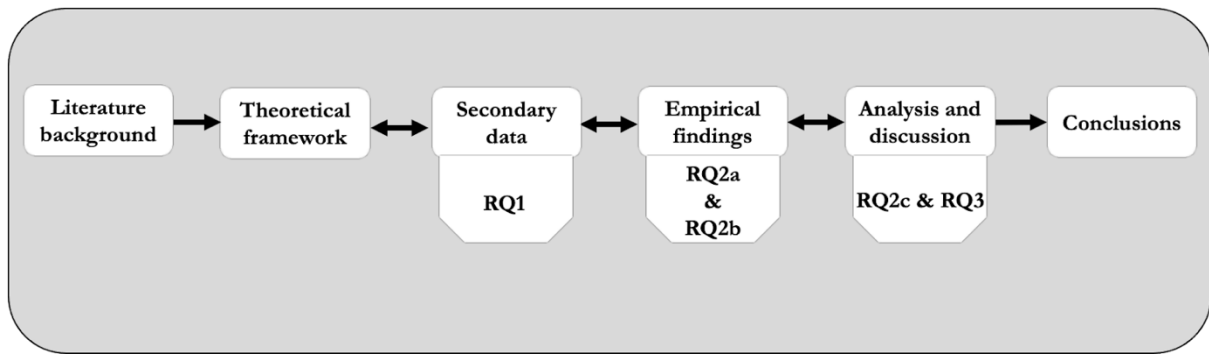 Literature
background
Theoretical
framework
Secondary
data
Empirical
findings
Analysis and
discussion
Conclusions
RQ1
RQ2a
&
RQ2b
RQ2c & RQ3